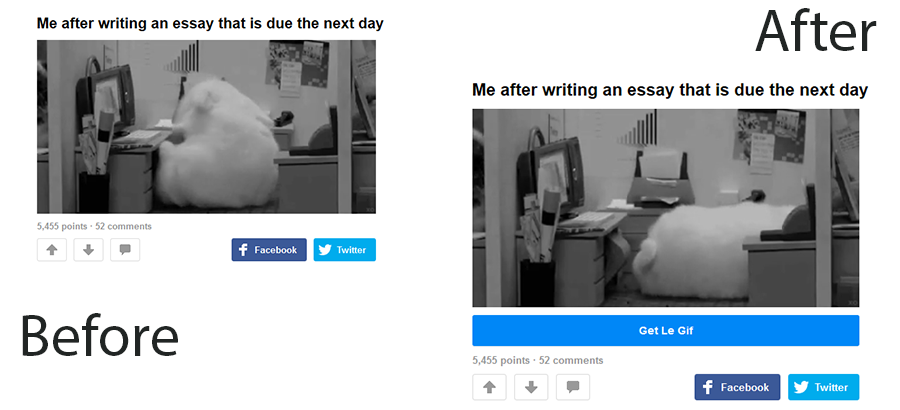 Me after writing an essay that is due the next day
5,455 points · 52 comments
f Facebook
Twitter
Before
After
Me after writing an essay that is due the next day
Get Le Gif
5,455 points · 52 comments
f Facebook
Twitter